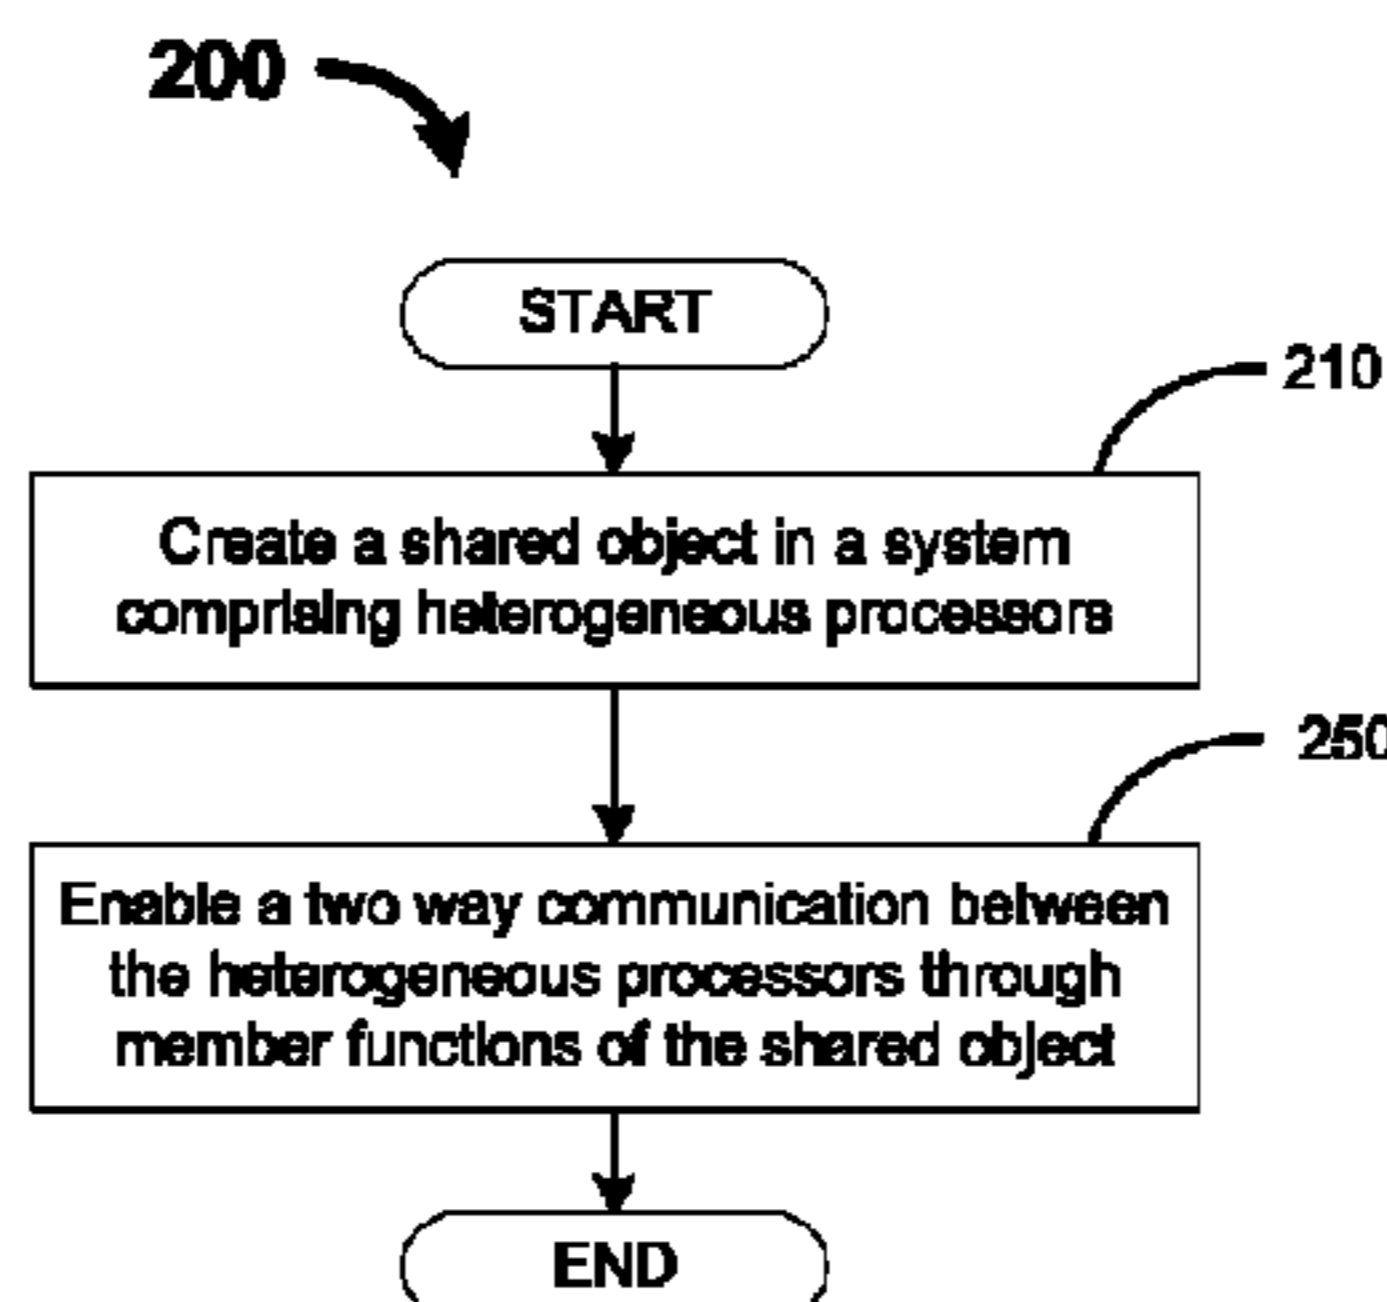 200
START
210
Create a shared object in a system
comprising heterogeneous processors
250
Enable a two way communication between
the heterogeneous processors through
member functions of the shared object
END